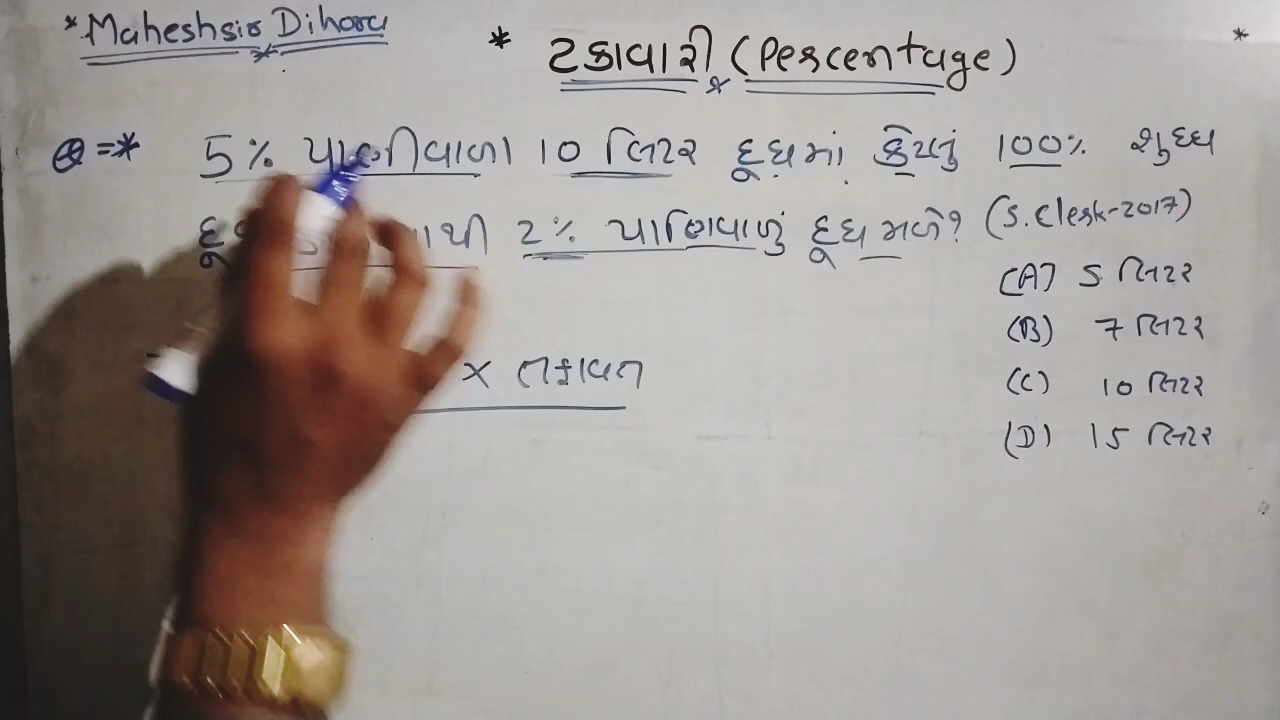 * Maheshsir Dihora
* ટકાવારી (Percentage)
*
Q =>* 5% પાણીવાળા 10 લિટર દૂધમાં કેટલું 100% શુધ્ધ
2% પાણિવાળું દૂધ મળે? (S. Clerk-2017)
(A) 5 લિટર
(B) 7 લિટર
(C) 10 લિટર
(D) 15 લિટર
× તફાવત